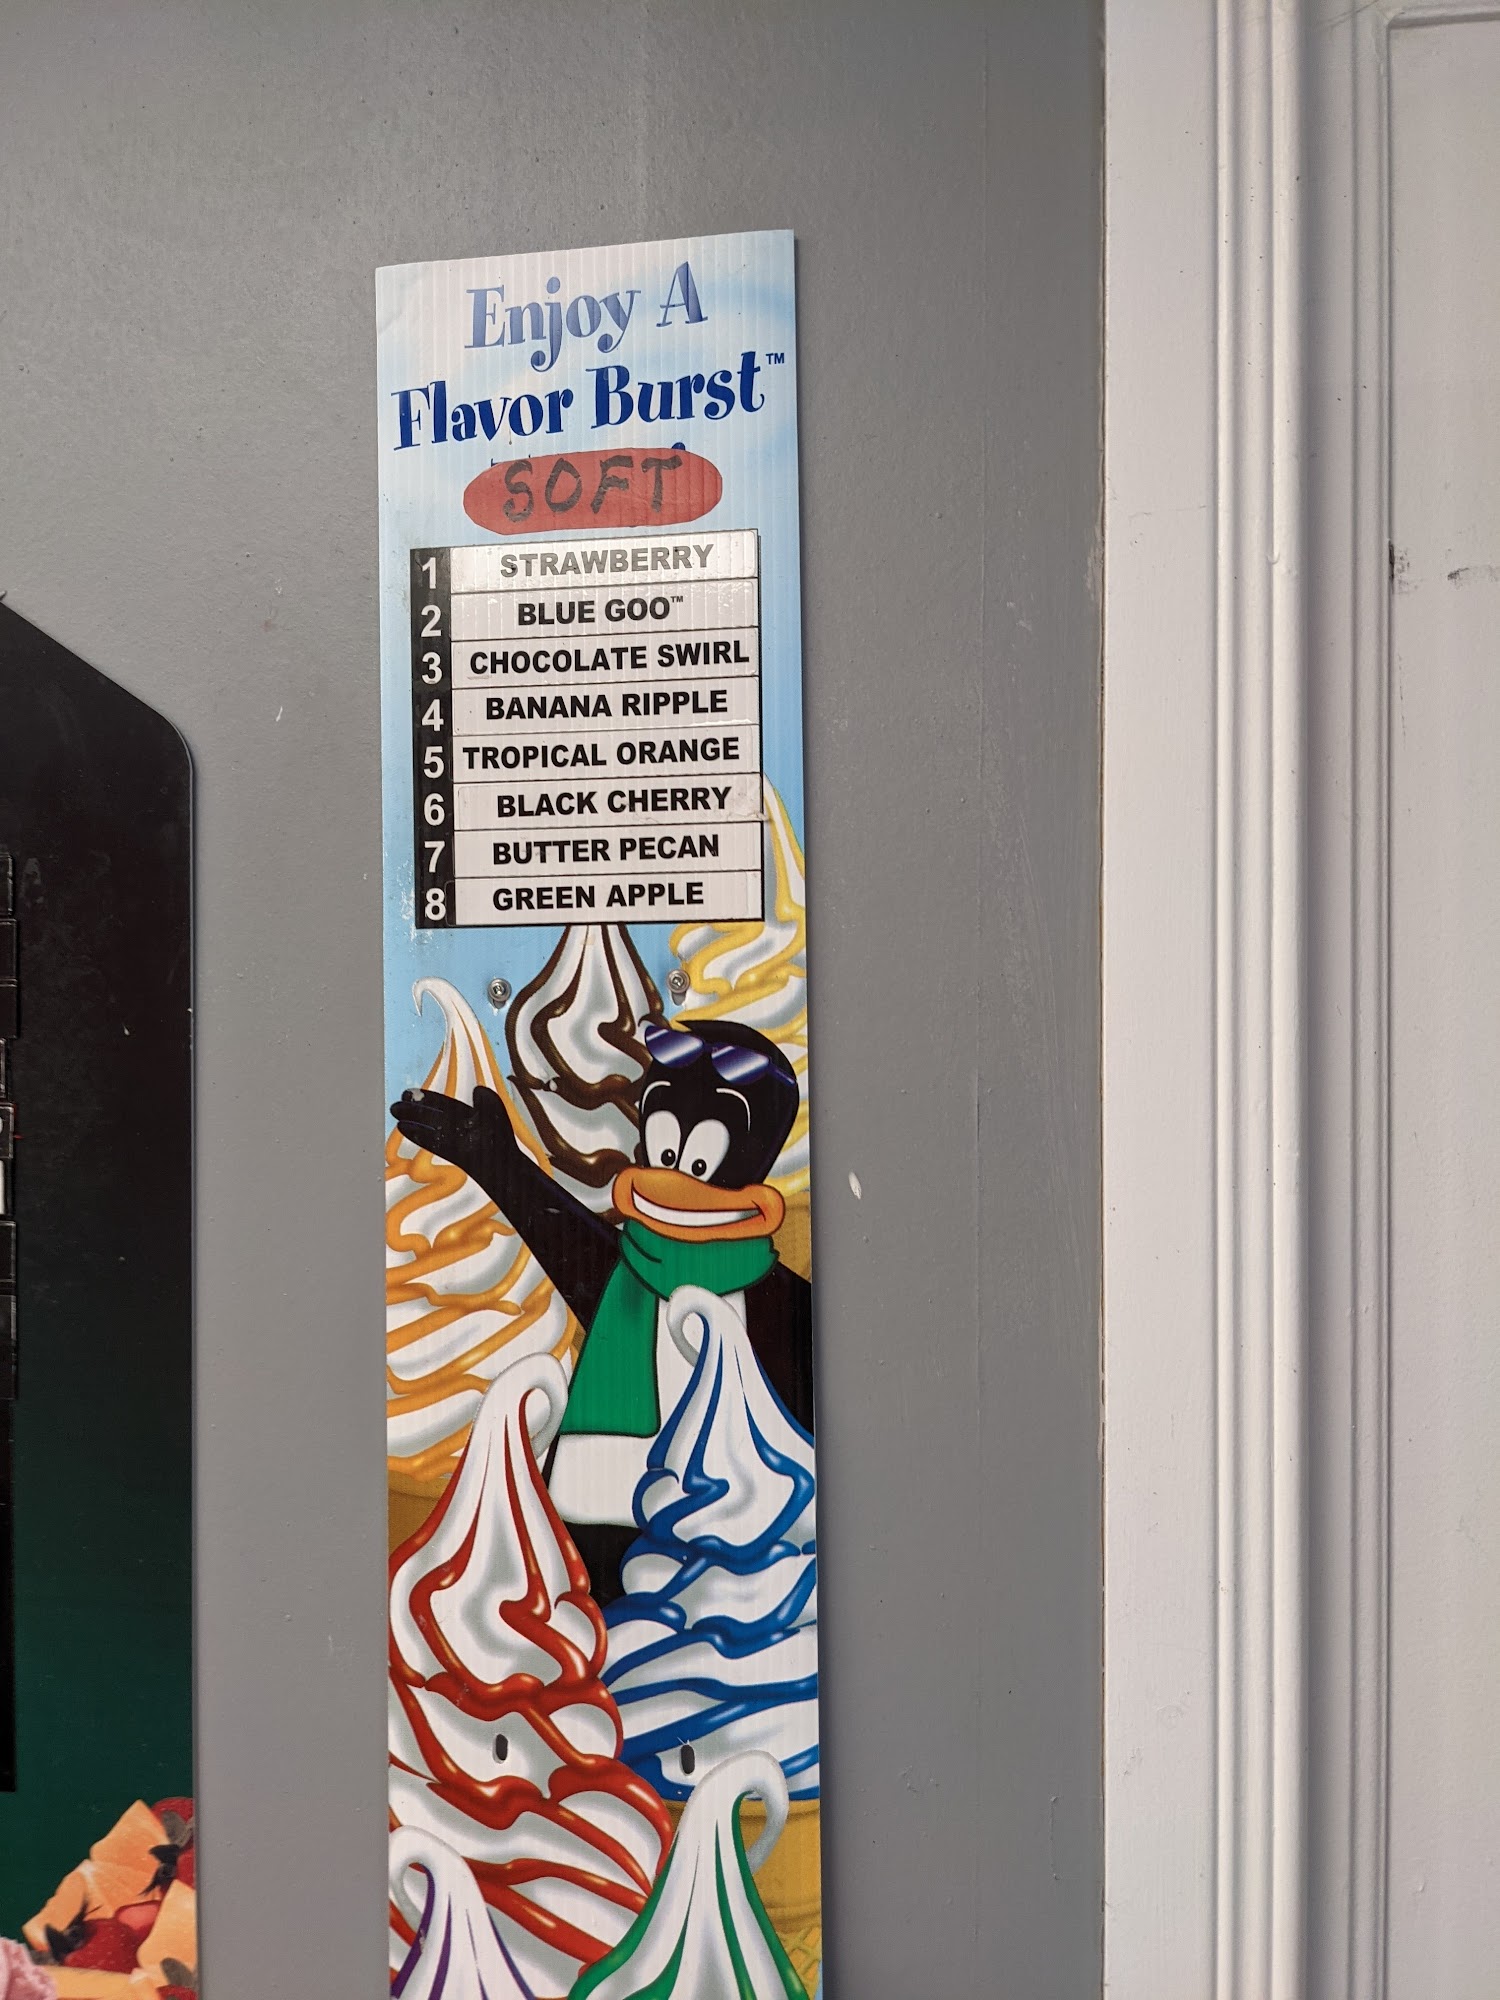 Enjoy A
Flavor Burst™
SOFT
1 STRAWBERRY
2 BLUE GOO™
3 CHOCOLATE SWIRL
4 BANANA RIPPLE
5 TROPICAL ORANGE
6 BLACK CHERRY
7 BUTTER PECAN
8 GREEN APPLE